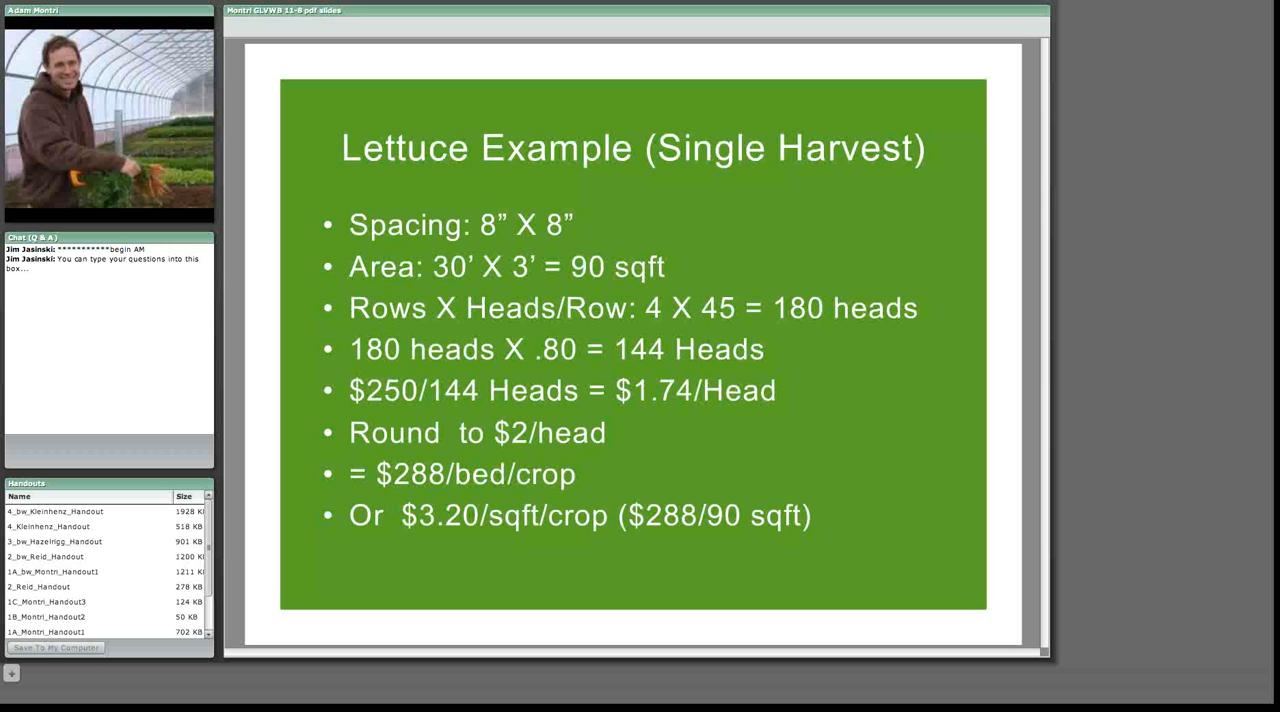 Adam Montri
Montri GLVWB 11-8 pdf slides
Lettuce Example (Single Harvest)
• Spacing: 8” X 8”
• Area: 30’ X 3’ = 90 sqft
• Rows X Heads/Row: 4 X 45 = 180 heads
• 180 heads X .80 = 144 Heads
• $250/144 Heads = $1.74/Head
• Round  to $2/head
• = $288/bed/crop
• Or  $3.20/sqft/crop ($288/90 sqft)
Chat (Q & A)
Jim Jasinski: ***********begin AM
Jim Jasinski: You can type your questions into this
box...
Handouts
Name Size
4_bw_Kleinhenz_Handout 1928 K
4_Kleinhenz_Handout 518 KB
3_bw_Hazelrigg_Handout 901 KB
2_bw_Reid_Handout 1200 K
1A_bw_Montri_Handout1 1211 K
2_Reid_Handout 278 KB
1C_Montri_Handout3 124 KB
1B_Montri_Handout2 50 KB
1A_Montri_Handout1 702 KB
Save To My Computer
+